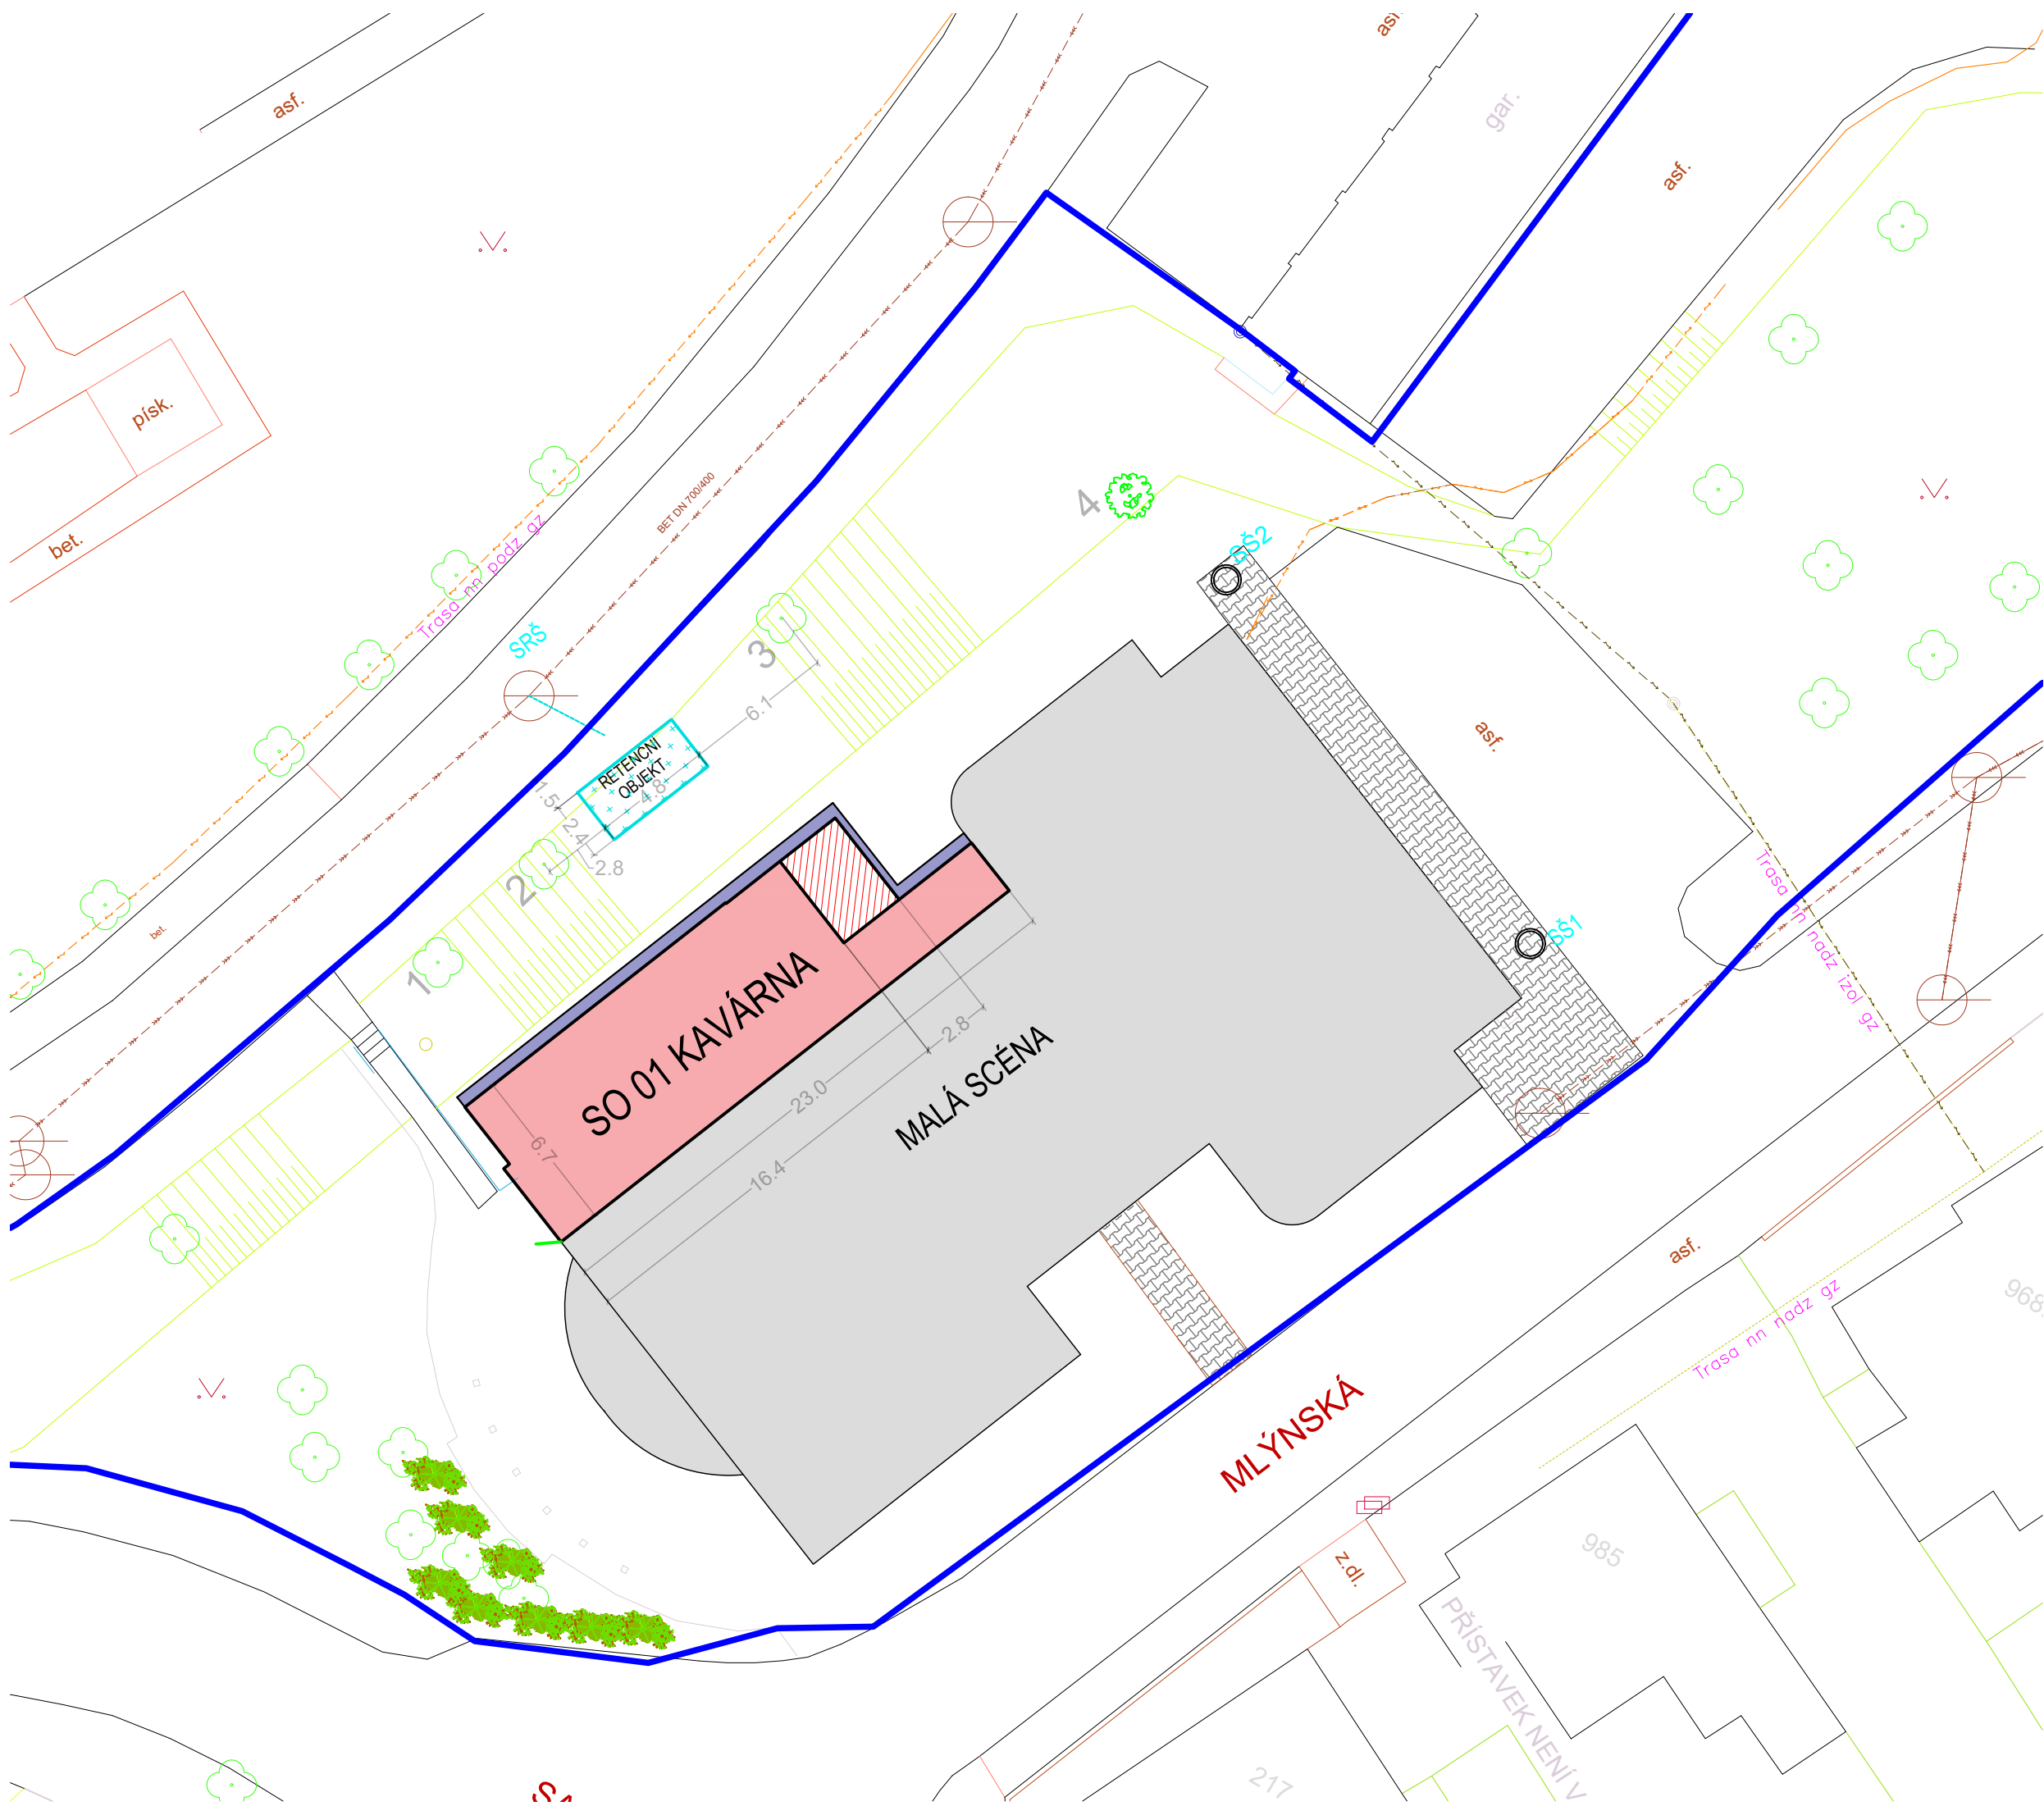 asf.
asf.
gar.
asf.
písk.
bet.
Trasa nn podz gz
BET DN 700/400
4
SŠ2
SRŠ
3
6.1
asf.
RETENČNÍ
OBJEKT
4.8
1.5
2.4
2.8
2
bet.
1
SŠ1
Trasa nn nadz izol gz
SO 01 KAVÁRNA
MALÁ SCÉNA
2.8
23.0
16.4
6.7
asf.
Trasa nn nadz gz
968
MLÝNSKÁ
z.dl.
985
PŘÍSTAVEK NENÍ V
217